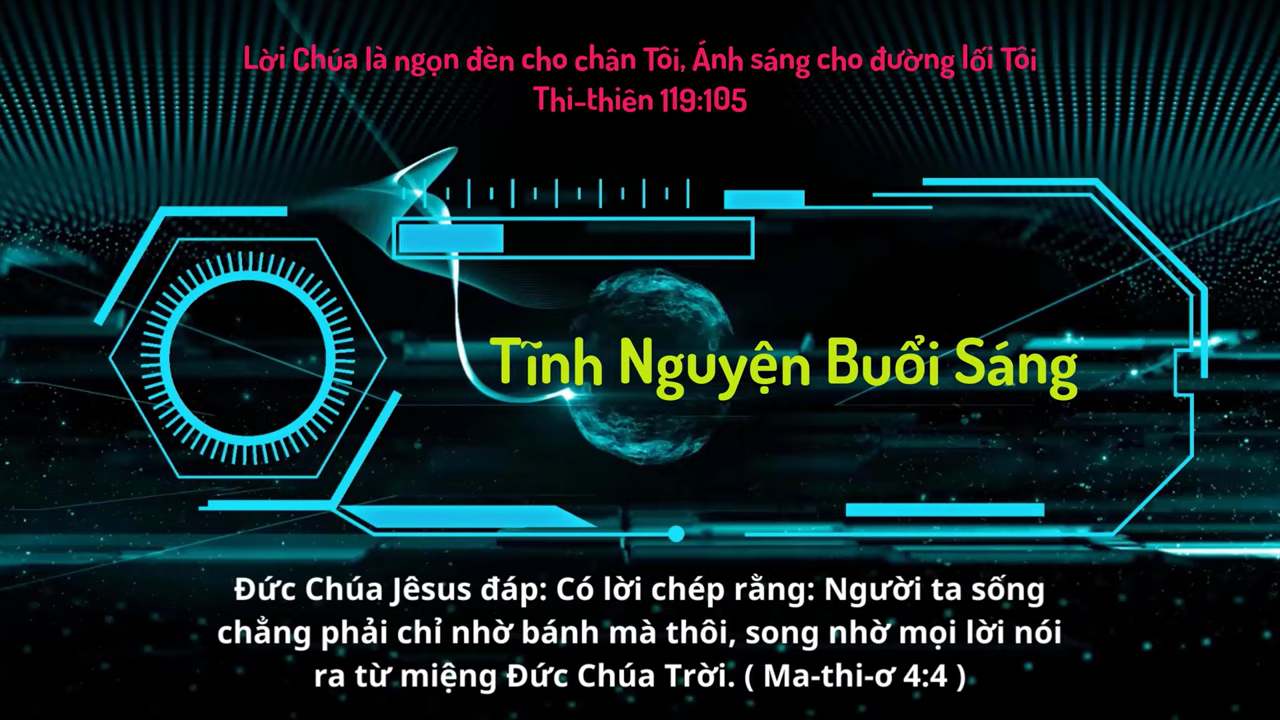 Lời Chúa là ngọn đèn cho chân Tôi, Ánh sáng cho đường lối Tôi
Thi-thiên 119:105
Tĩnh Nguyện Buổi Sáng
Đức Chúa Jêsus đáp: Có lời chép rằng: Người ta sống
chẳng phải chỉ nhờ bánh mà thôi, song nhờ mọi lời nói
ra từ miệng Đức Chúa Trời. ( Ma-thi-ơ 4:4 )